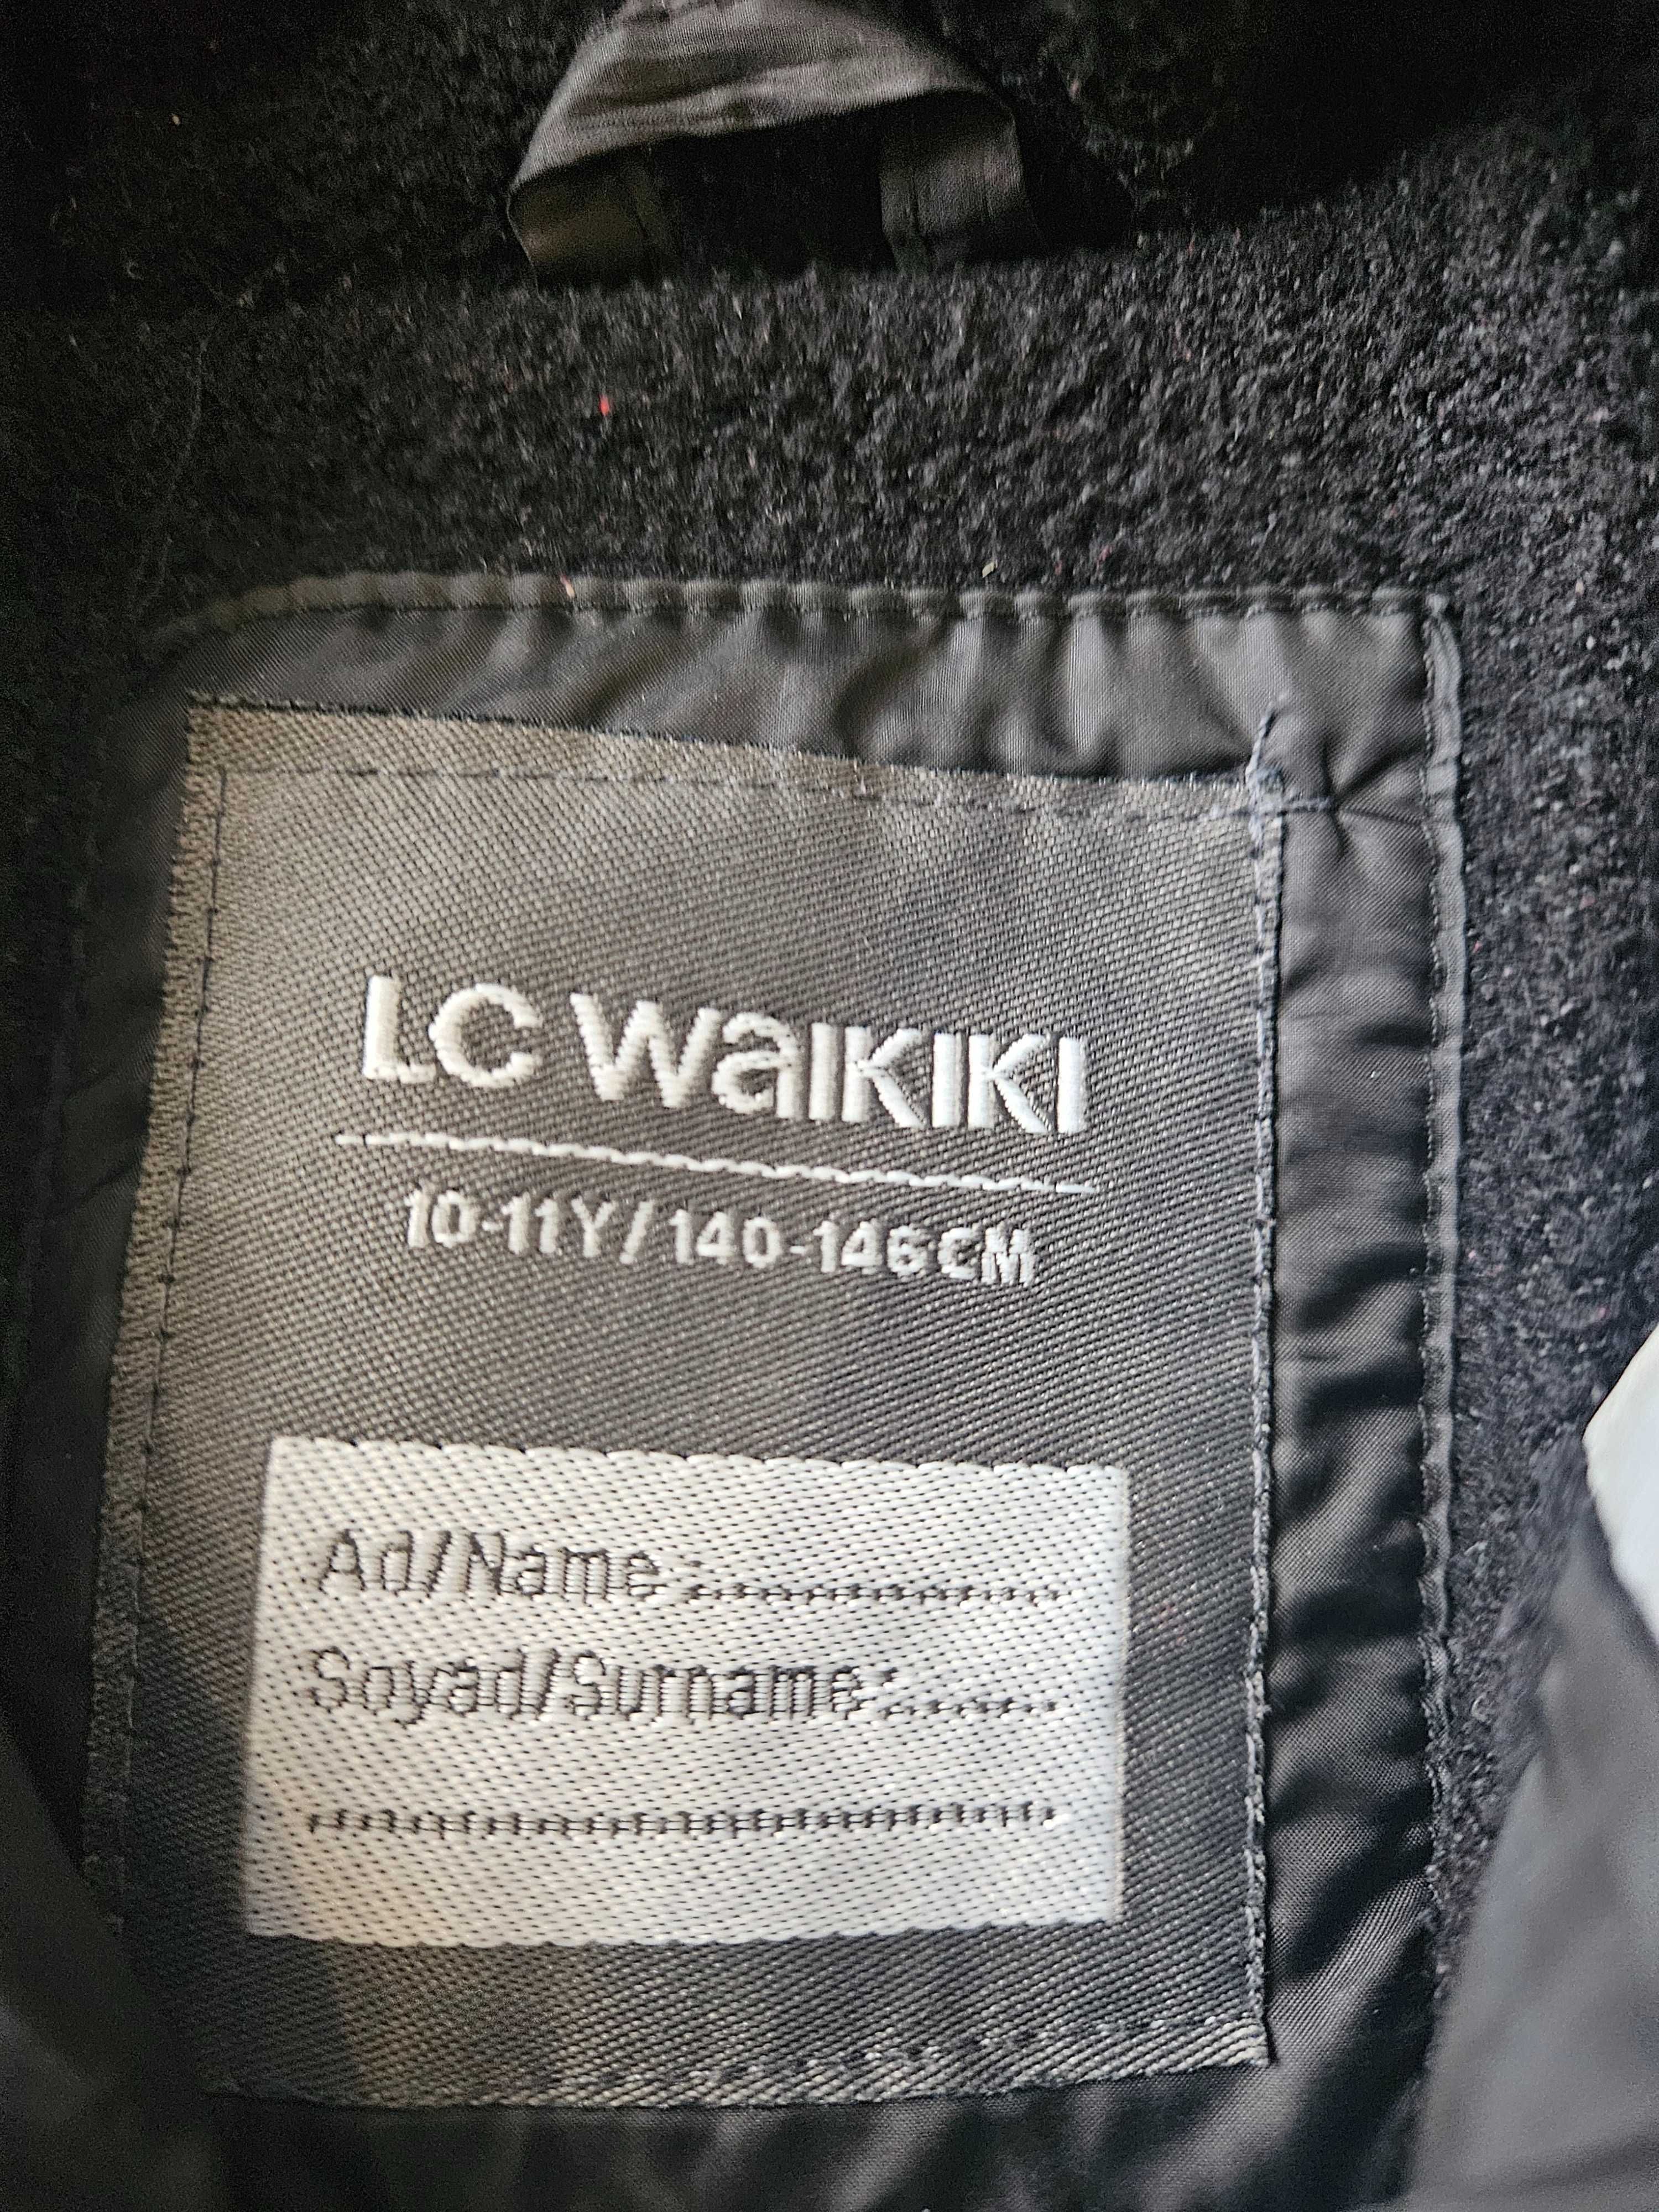 LC WaIKIKI
10-11Y/140-146CM
Ad/Name:..............
Soyad/Surname:.......
................................